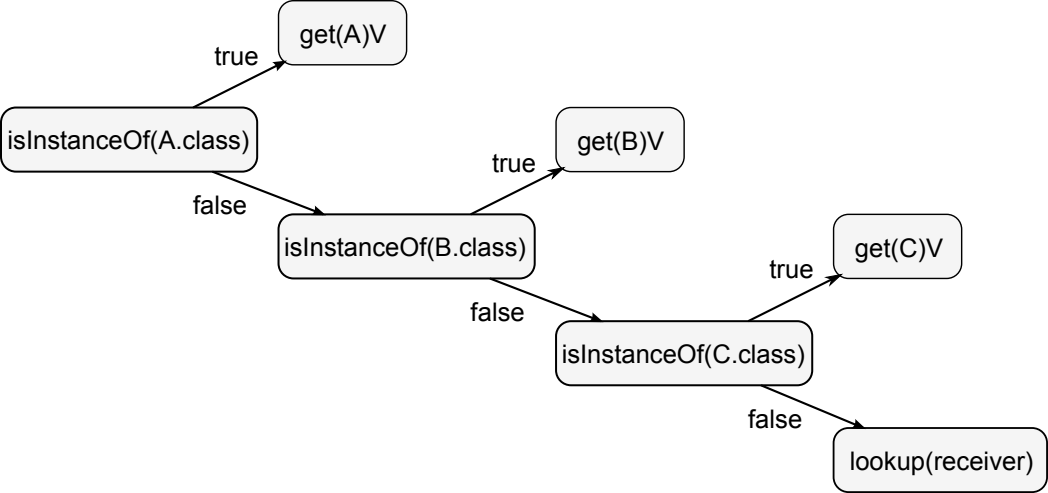 get(A)V
true
isInstanceOf(A.class)
false
get(B)V
true
isInstanceOf(B.class)
false
get(C)V
true
isInstanceOf(C.class)
false
lookup(receiver)